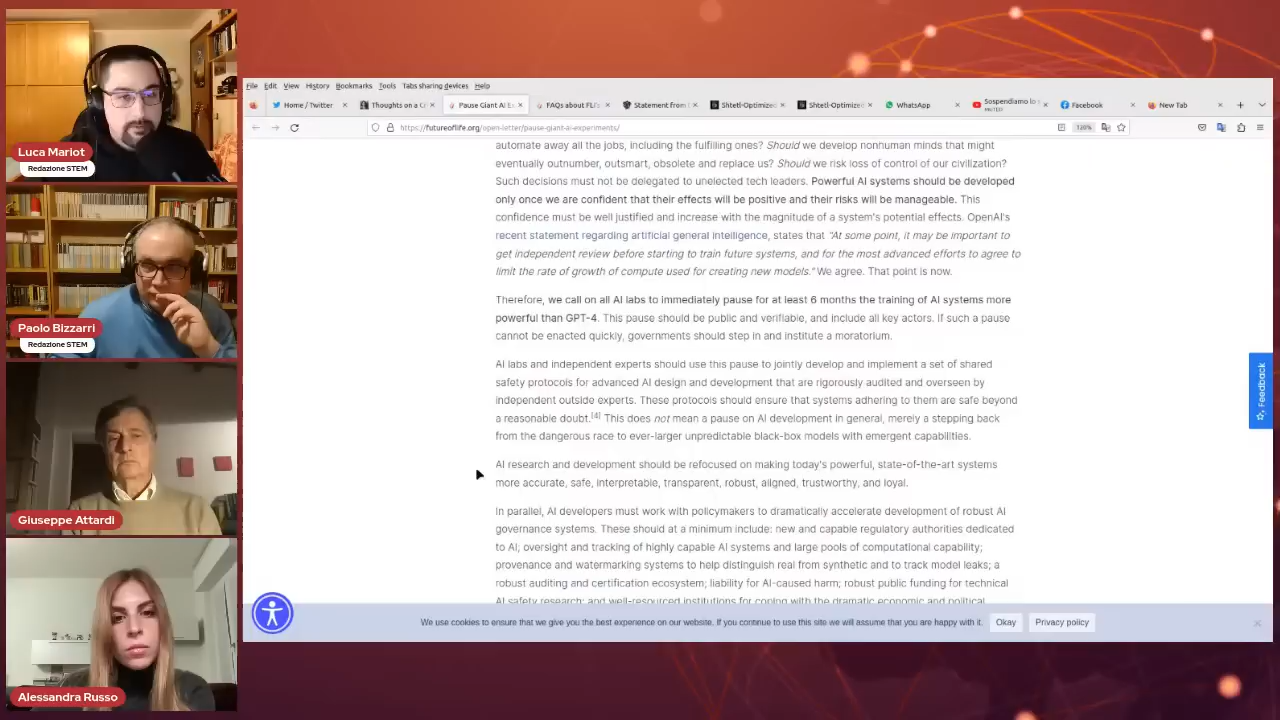 Luca Mariot
Redazione STEM
Paolo Bizzarri
Redazione STEM
Giuseppe Attardi
Alessandra Russo
File Edit View History Bookmarks Tools Tabs sharing devices Help
Home / Twitter Thoughts on a C Pause Giant AI E FAQs about FLI Statement from Shtetl-Optimized Shtetl-Optimized WhatsApp Sospendiamo lo Facebook New Tab
https://futureoflife.org/open-letter/pause-giant-ai-experiments/ 120%
automate away all the jobs, including the fulfilling ones? Should we develop nonhuman minds that might
eventually outnumber, outsmart, obsolete and replace us? Should we risk loss of control of our civilization?
Such decisions must not be delegated to unelected tech leaders. Powerful AI systems should be developed
only once we are confident that their effects will be positive and their risks will be manageable. This
confidence must be well justified and increase with the magnitude of a system's potential effects. OpenAI's
recent statement regarding artificial general intelligence, states that "At some point, it may be important to
get independent review before starting to train future systems, and for the most advanced efforts to agree to
limit the rate of growth of compute used for creating new models." We agree. That point is now.
Therefore, we call on all AI labs to immediately pause for at least 6 months the training of AI systems more
powerful than GPT-4. This pause should be public and verifiable, and include all key actors. If such a pause
cannot be enacted quickly, governments should step in and institute a moratorium.
AI labs and independent experts should use this pause to jointly develop and implement a set of shared
safety protocols for advanced AI design and development that are rigorously audited and overseen by
independent outside experts. These protocols should ensure that systems adhering to them are safe beyond
a reasonable doubt.[4] This does not mean a pause on AI development in general, merely a stepping back
from the dangerous race to ever-larger unpredictable black-box models with emergent capabilities.
AI research and development should be refocused on making today's powerful, state-of-the-art systems
more accurate, safe, interpretable, transparent, robust, aligned, trustworthy, and loyal.
In parallel, AI developers must work with policymakers to dramatically accelerate development of robust AI
governance systems. These should at a minimum include: new and capable regulatory authorities dedicated
to AI; oversight and tracking of highly capable AI systems and large pools of computational capability;
provenance and watermarking systems to help distinguish real from synthetic and to track model leaks; a
robust auditing and certification ecosystem; liability for AI-caused harm; robust public funding for technical
AI safety research; and well-resourced institutions for coping with the dramatic economic and political
We use cookies to ensure that we give you the best experience on our website. If you continue to use this site we will assume that you are happy with it. Okay Privacy policy
Feedback